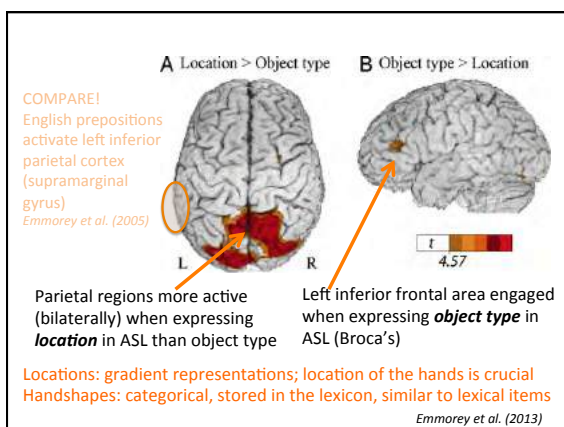 A Location > Object type
B Object type > Location
COMPARE!
English prepositions
activate left inferior
parietal cortex
(supramarginal
gyrus)
Emmorey et al. (2005)
L
R
t
4.57
Parietal regions more active
(bilaterally) when expressing
location in ASL than object type
Left inferior frontal area engaged
when expressing object type in
ASL (Broca's)
Locations: gradient representations; location of the hands is crucial
Handshapes: categorical, stored in the lexicon, similar to lexical items
Emmorey et al. (2013)